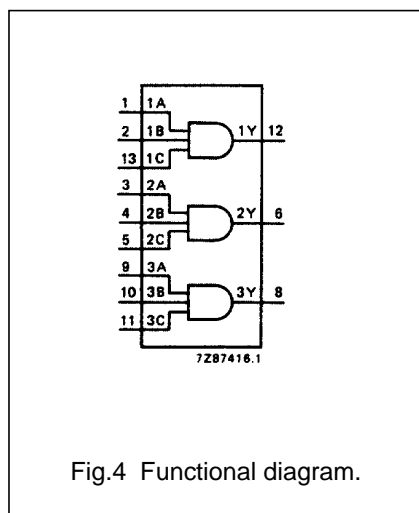 1 1A
2 1B 1Y 12
13 1C
3 2A
4 2B 2Y 6
5 2C
9 3A
10 3B 3Y 8
11 3C
7Z87416.1
Fig.4 Functional diagram.